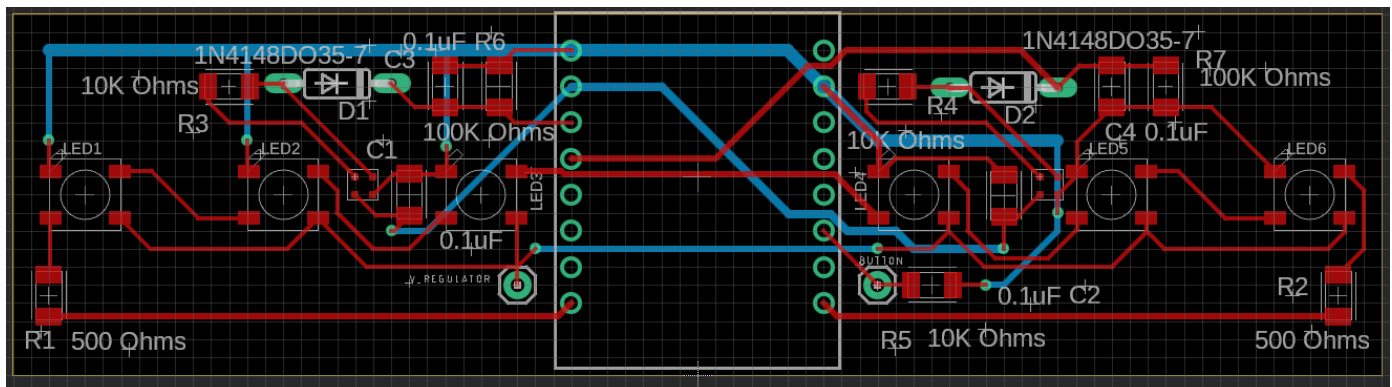 1N4148DO35-7
0.1uF R6
C3
10K Ohms
D1
R3
100K Ohms
C1
LED1
LED2
LED3
0.1uF
V_REGULATOR
R1
500 Ohms
1N4148DO35-7
R7
100K Ohms
R4
D2
10K Ohms
C4 0.1uF
LED4
LED5
LED6
BUTTON
0.1uF C2
R2
R5
10K Ohms
500 Ohms